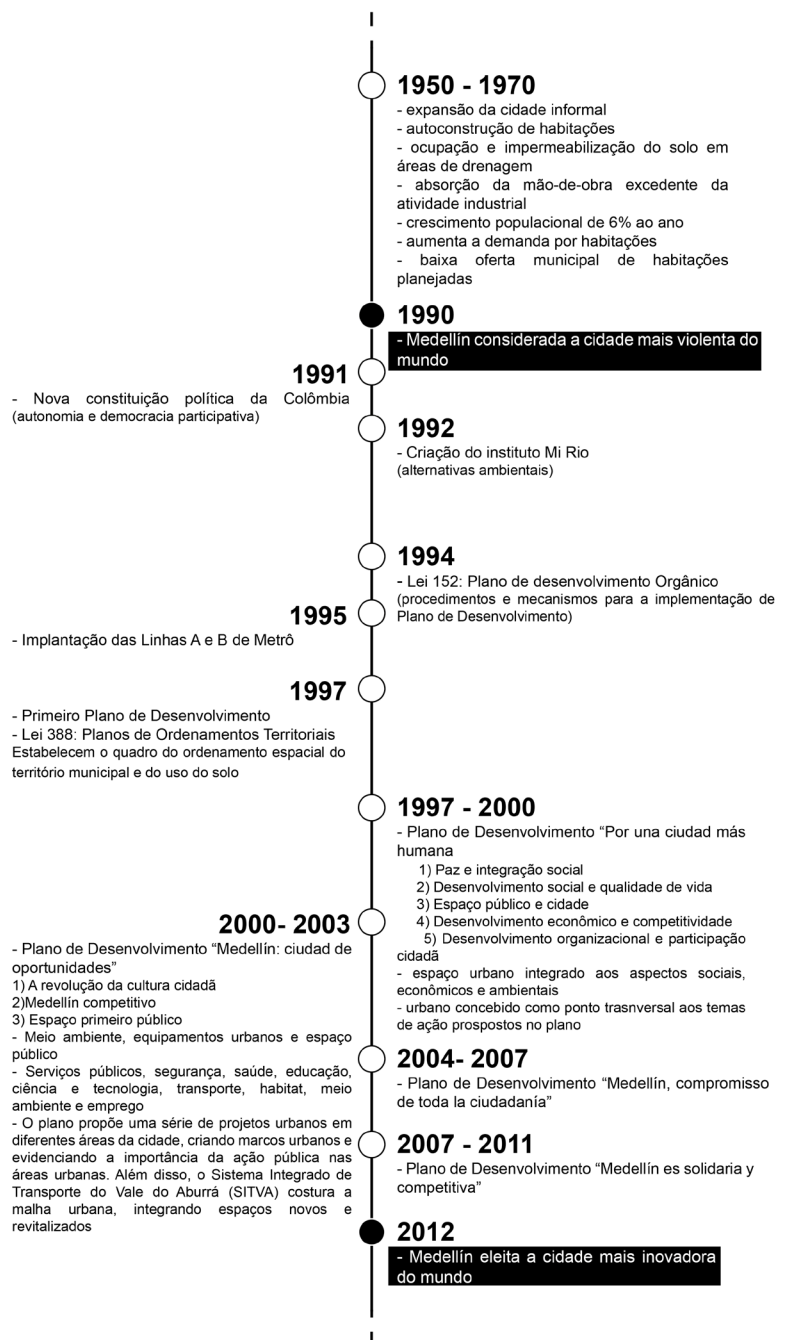 1950 - 1970
- expansão da cidade informal
- autoconstrução de habitações
- ocupação e impermeabilização do solo em
áreas de drenagem
- absorção da mão-de-obra excedente da
atividade industrial
- crescimento populacional de 6% ao ano
- aumenta a demanda por habitações
- baixa oferta municipal de habitações
planejadas
1990
- Medellín considerada a cidade mais violenta do
mundo
1991
- Nova constituição política da Colômbia
(autonomia e democracia participativa)
1992
- Criação do instituto Mi Rio
(alternativas ambientais)
1994
- Lei 152: Plano de desenvolvimento Orgânico
(procedimentos e mecanismos para a implementação de
Plano de Desenvolvimento)
1995
- Implantação das Linhas A e B de Metrô
1997
- Primeiro Plano de Desenvolvimento
- Lei 388: Planos de Ordenamentos Territoriais
Estabelecem o quadro do ordenamento espacial do
território municipal e do uso do solo
1997 - 2000
- Plano de Desenvolvimento “Por una ciudad más
humana
1) Paz e integração social
2) Desenvolvimento social e qualidade de vida
3) Espaço público e cidade
4) Desenvolvimento econômico e competitividade
5) Desenvolvimento organizacional e participação
cidadã
- espaço urbano integrado aos aspectos sociais,
econômicos e ambientais
- urbano concebido como ponto trasnversal aos temas
de ação prospostos no plano
2000- 2003
- Plano de Desenvolvimento “Medellín: ciudad de
oportunidades”
1) A revolução da cultura cidadã
2)Medellín competitivo
3) Espaço primeiro público
- Meio ambiente, equipamentos urbanos e espaço
público
- Serviços públicos, segurança, saúde, educação,
ciência e tecnologia, transporte, habitat, meio
ambiente e emprego
- O plano propõe uma série de projetos urbanos em
diferentes áreas da cidade, criando marcos urbanos e
evidenciando a importância da ação pública nas
áreas urbanas. Além disso, o Sistema Integrado de
Transporte do Vale do Aburrá (SITVA) costura a
malha urbana, integrando espaços novos e
revitalizados
2004- 2007
- Plano de Desenvolvimento “Medellín, compromisso
de toda la ciudadanía”
2007 - 2011
- Plano de Desenvolvimento “Medellín es solidaria y
competitiva”
2012
- Medellín eleita a cidade mais inovadora
do mundo